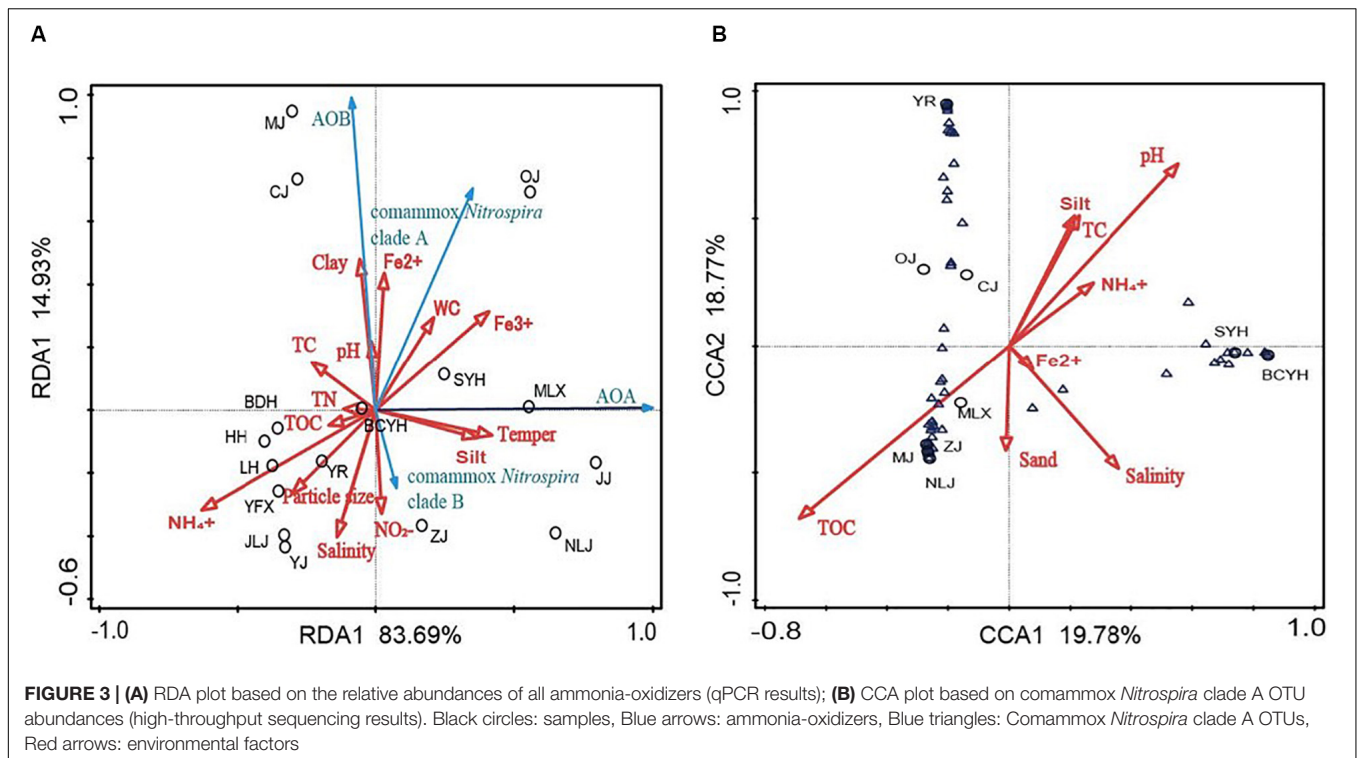 A
B
1.0
MJ
AOB
CJ
OJ
comammox Nitrospira
clade A
Clay
Fe2+
WC
Fe3+
TC
pH
SYH
TN
MLX
AOA
BDH
TOC
BCYH
HH
Temper
Silt
LH
YR
comammox Nitrospira
clade B
JJ
YFX
Particle size
NH₄+
NO₂-
JLJ
YJ
Salinity
ZJ
NLJ
RDA1 14.93%
-0.6
-1.0
RDA1 83.69%
1.0
1.0
YR
pH
Silt
TC
OJ
CJ
NH₄+
SYH
BCYH
Fe2+
MLX
MJ
ZJ
NLJ
Sand
Salinity
TOC
CCA2 18.77%
-1.0
-0.8
CCA1 19.78%
1.0
FIGURE 3 | (A) RDA plot based on the relative abundances of all ammonia-oxidizers (qPCR results); (B) CCA plot based on comammox Nitrospira clade A OTU
abundances (high-throughput sequencing results). Black circles: samples, Blue arrows: ammonia-oxidizers, Blue triangles: Comammox Nitrospira clade A OTUs,
Red arrows: environmental factors